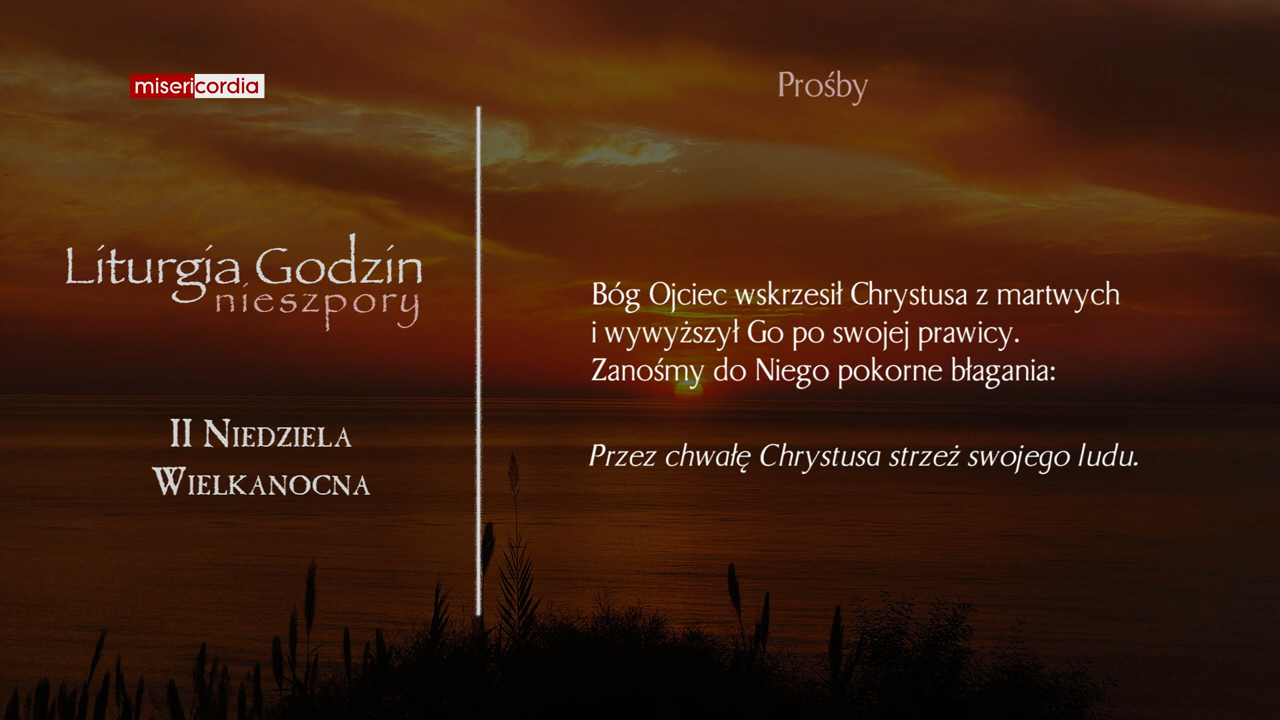 misericordia
Prośby
Liturgia Godzin
nieszpory
II Niedziela
Wielkanocna
Bóg Ojciec wskrzesił Chrystusa z martwych
i wywyższył Go po swojej prawicy.
Zanośmy do Niego pokorne błagania:
Przez chwałę Chrystusa strzeż swojego ludu.